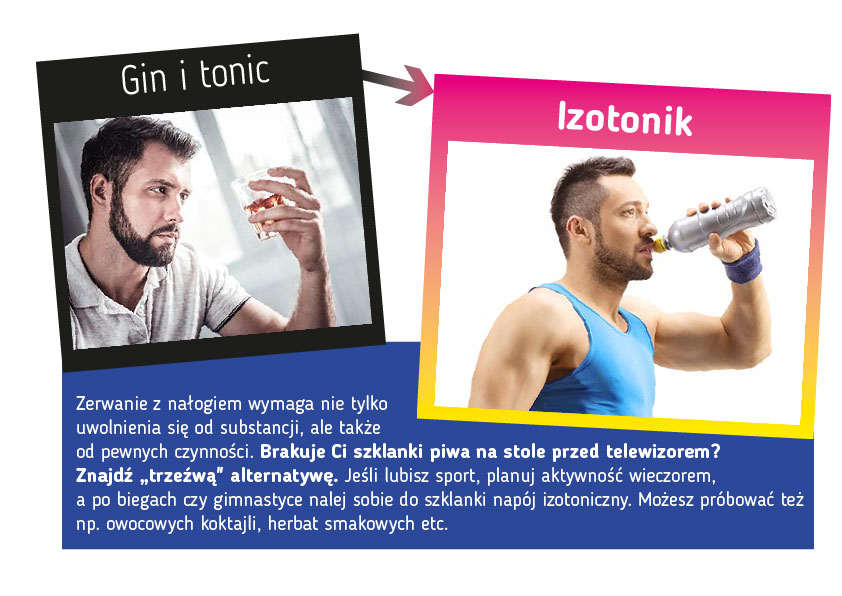 Gin i tonic
Izotonik
Zerwanie z nałogiem wymaga nie tylko
uwolnienia się od substancji, ale także
od pewnych czynności. Brakuje Ci szklanki piwa na stole przed telewizorem?
Znajdź „trzeźwą" alternatywę. Jeśli lubisz sport, planuj aktywność wieczorem,
a po biegach czy gimnastyce nalej sobie do szklanki napój izotoniczny. Możesz próbować też
np. owocowych koktajli, herbat smakowych etc.